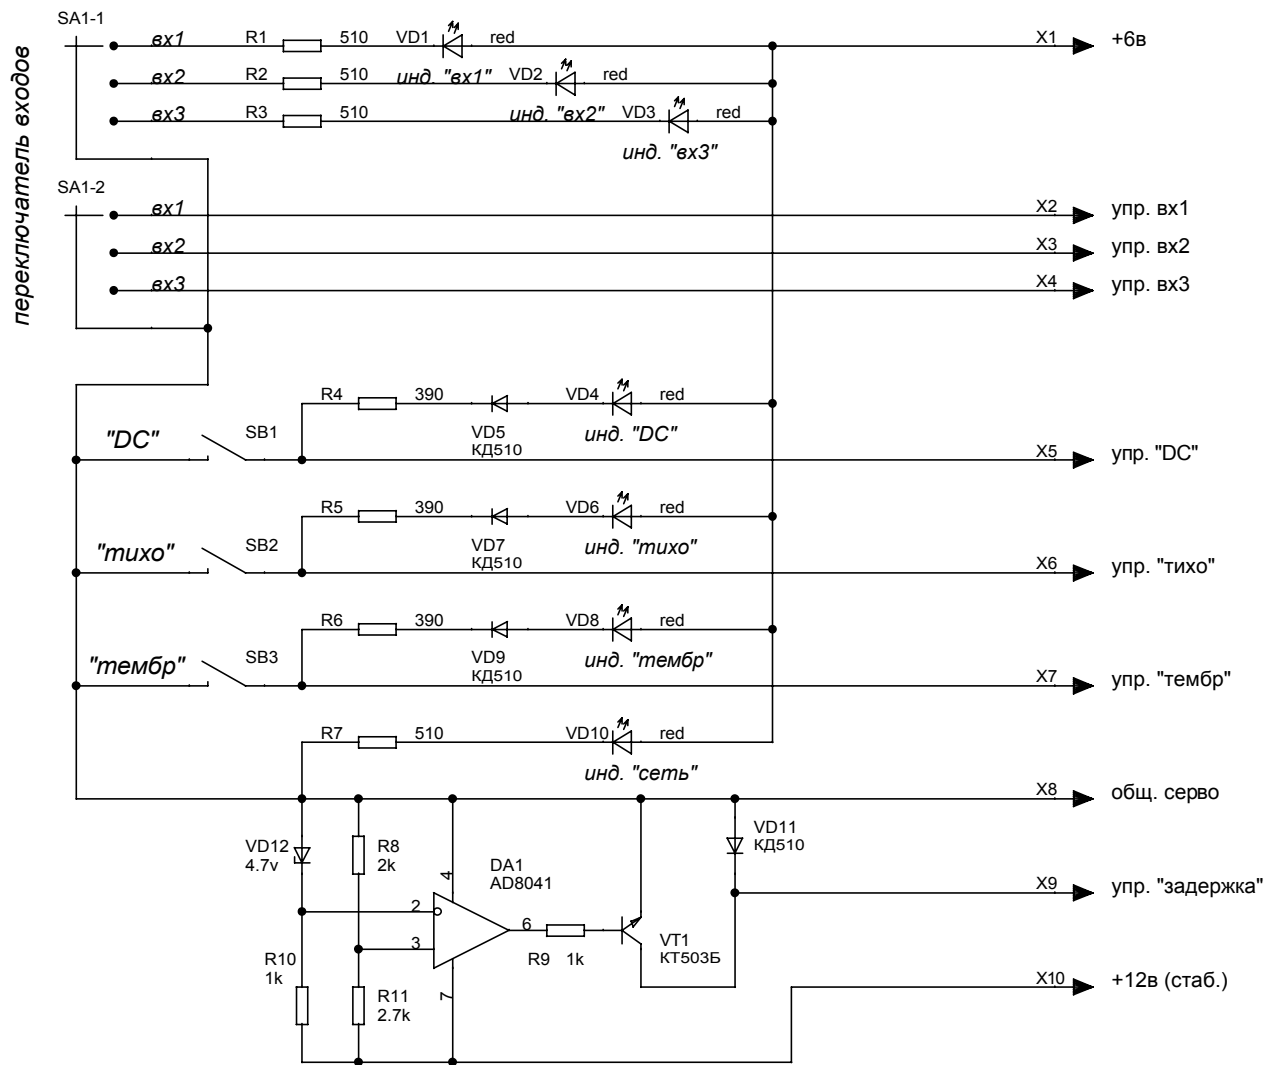 переключатель входов
SA1-1
вх1 R1 510 VD1 red X1 +6в
инд. "вх1"
вх2 R2 510 VD2 red
инд. "вх2"
вх3 R3 510 VD3 red
инд. "вх3"
SA1-2
вх1 X2 упр. вх1
вх2 X3 упр. вх2
вх3 X4 упр. вх3
R4 390 VD4 red
VD5
КД510
инд. "DC"
"DC" SB1 X5 упр. "DC"
R5 390 VD6 red
VD7
КД510
инд. "тихо"
"тихо" SB2 X6 упр. "тихо"
R6 390 VD8 red
VD9
КД510
инд. "тембр"
"тембр" SB3 X7 упр. "тембр"
R7 510 VD10 red
инд. "сеть"
X8 общ. серво
VD12
4.7v
R8
2k
DA1
AD8041
VD11
КД510
4
2
3
6
7
R9 1k
VT1
КТ503Б
X9 упр. "задержка"
R10
1k
R11
2.7k
X10 +12в (стаб.)